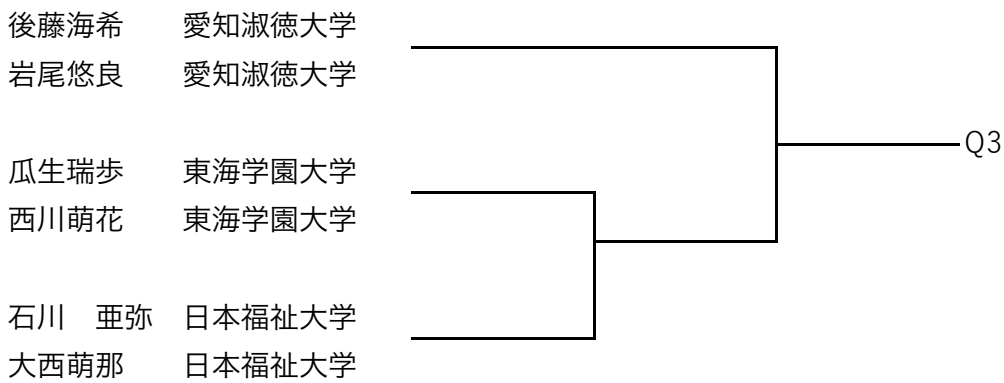 後藤海希　　愛知淑徳大学
岩尾悠良　　愛知淑徳大学
Q3
瓜生瑞歩　　東海学園大学
西川萌花　　東海学園大学
石川　亜弥　日本福祉大学
大西萌那　　日本福祉大学